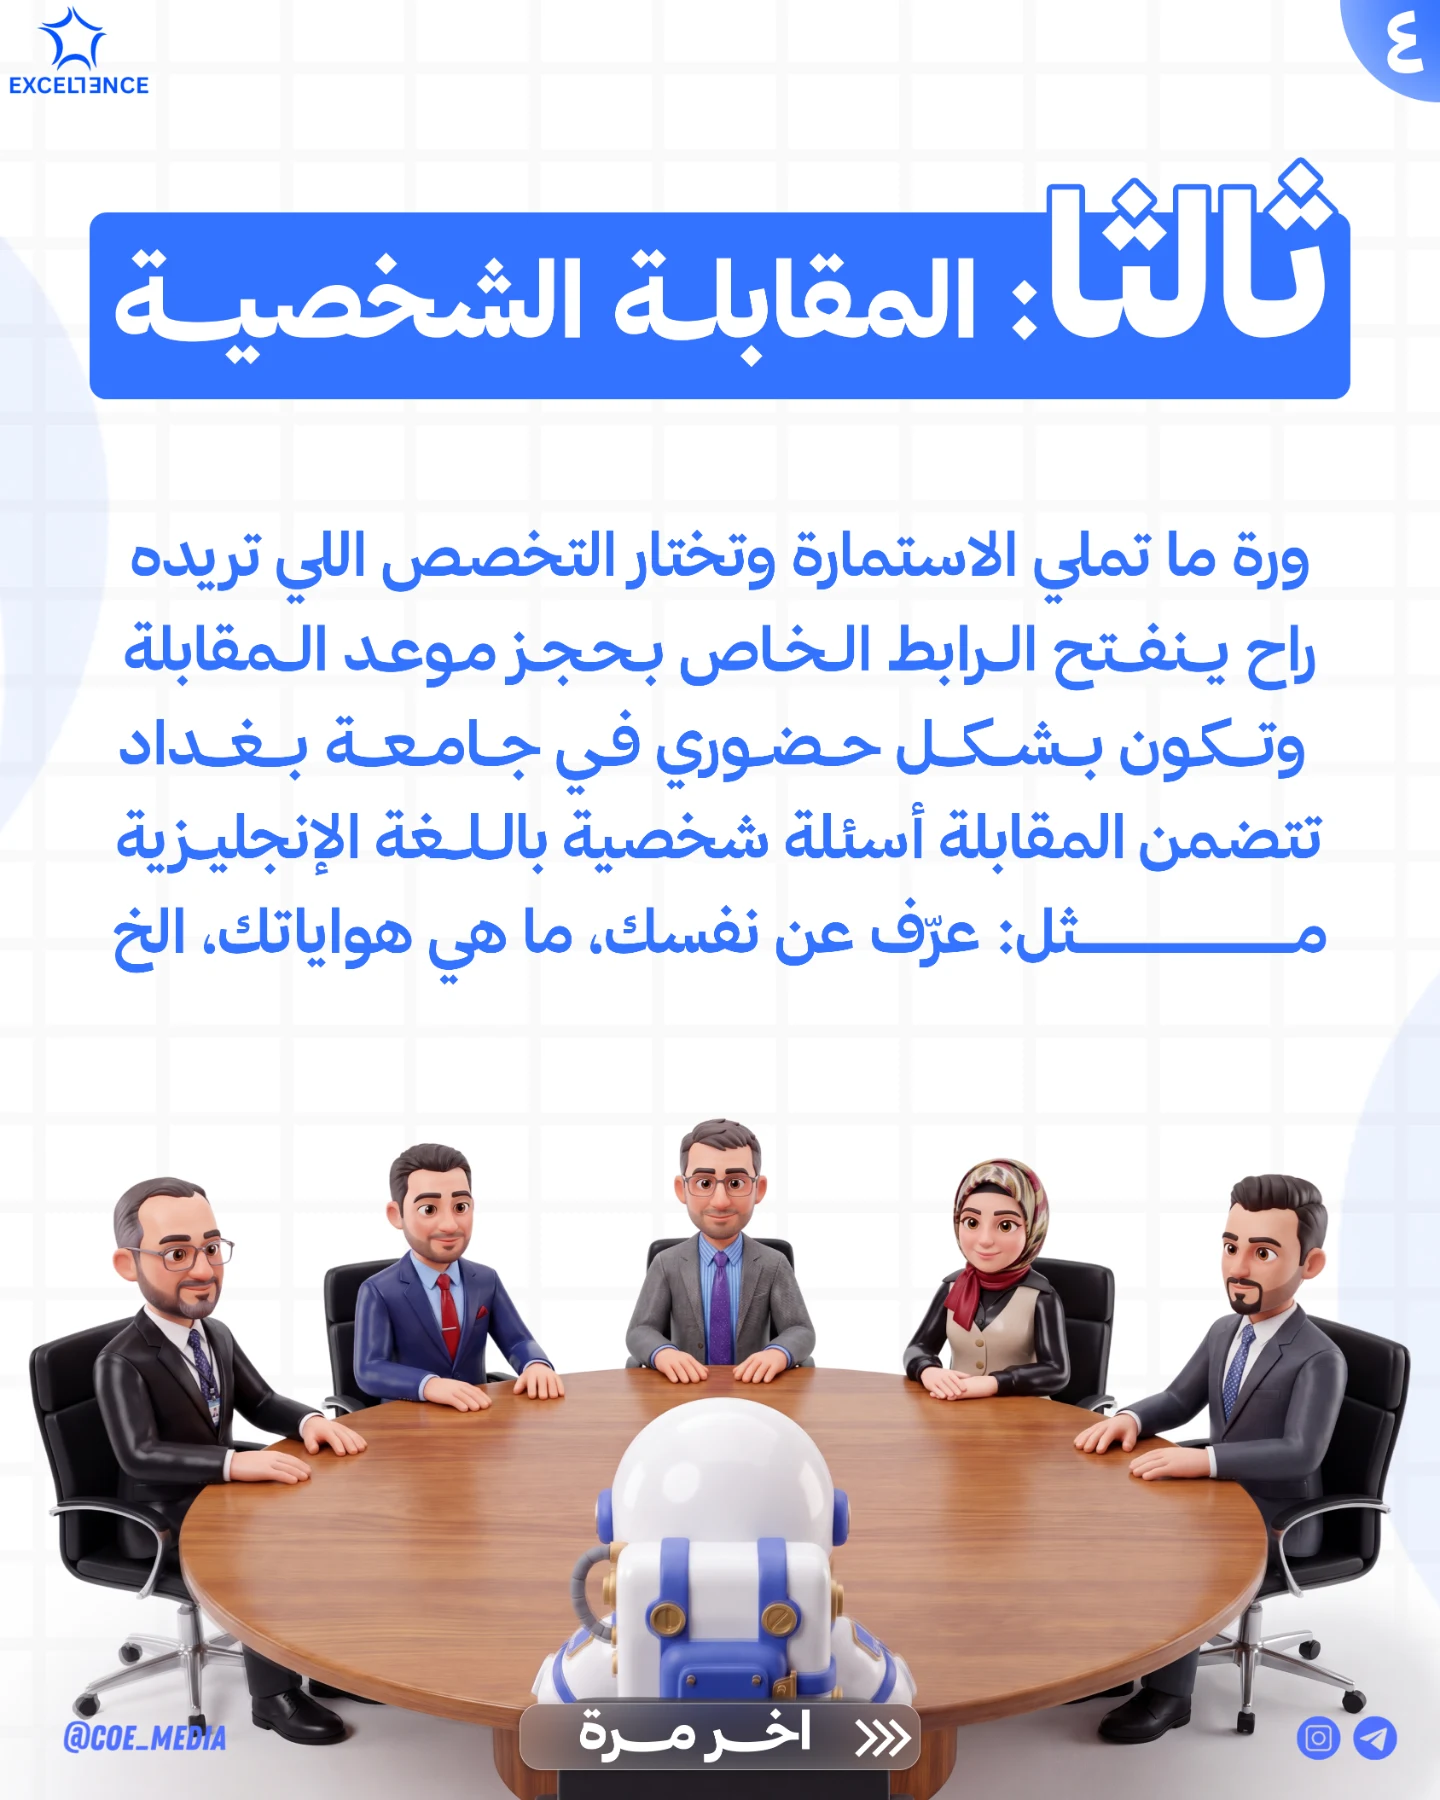 EXCELLENCE
٤
ثالثا: المقابلة الشخصية
ورة ما تملي الاستمارة وتختار التخصص اللي تريده
راح ينفتح الرابط الخاص بحجز موعد المقابلة
وتكون بشكل حضوري في جامعة بغداد
تتضمن المقابلة أسئلة شخصية باللغة الإنجليزية
مثل: عرّف عن نفسك، ما هي هواياتك، الخ
اخر مرة
@COE_MEDIA